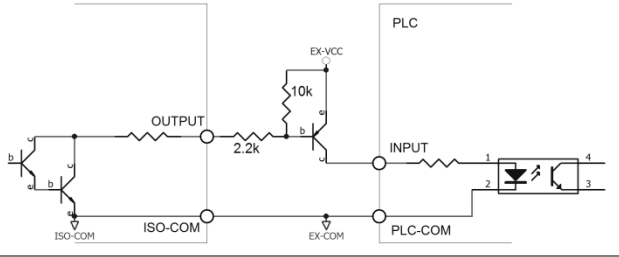 PLC
EX-VCC
10k
e
OUTPUT
b
c
2.2k
INPUT
c
b
e
b
c
e
1
4
2
3
ISO-COM
ISO-COM
EX-COM
PLC-COM